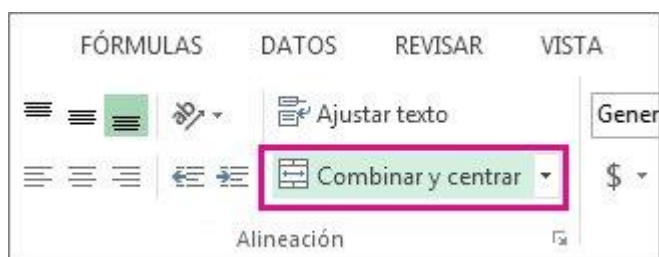 FÓRMULAS DATOS REVISAR VISTA
Ajustar texto Gener
Combinar y centrar $
Alineación